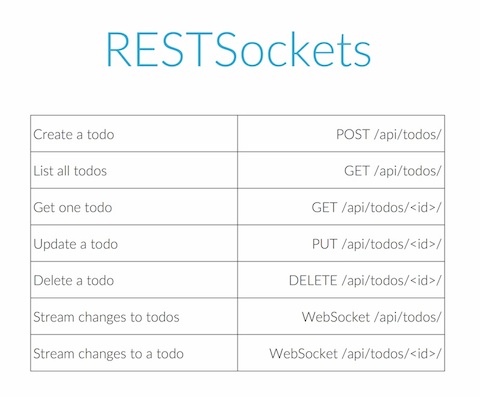 RESTSockets
Create a todo POST /api/todos/
List all todos GET /api/todos/
Get one todo GET /api/todos/<id>/
Update a todo PUT /api/todos/<id>/
Delete a todo DELETE /api/todos/<id>/
Stream changes to todos WebSocket /api/todos/
Stream changes to a todo WebSocket /api/todos/<id>/